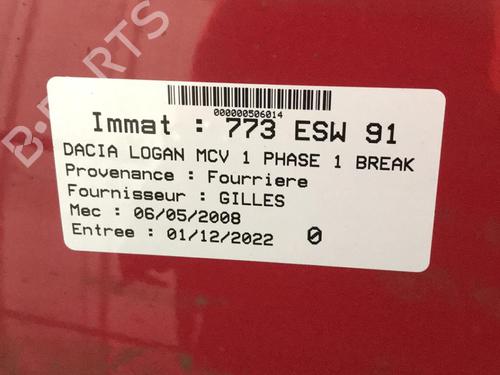 B-PARTS
000000506014
Immat : 773 ESW 91
DACIA LOGAN MCV 1 PHASE 1 BREAK
Provenance : Fourriere
Fournisseur : GILLES
Mec : 06/05/2008
Entree : 01/12/2022 0